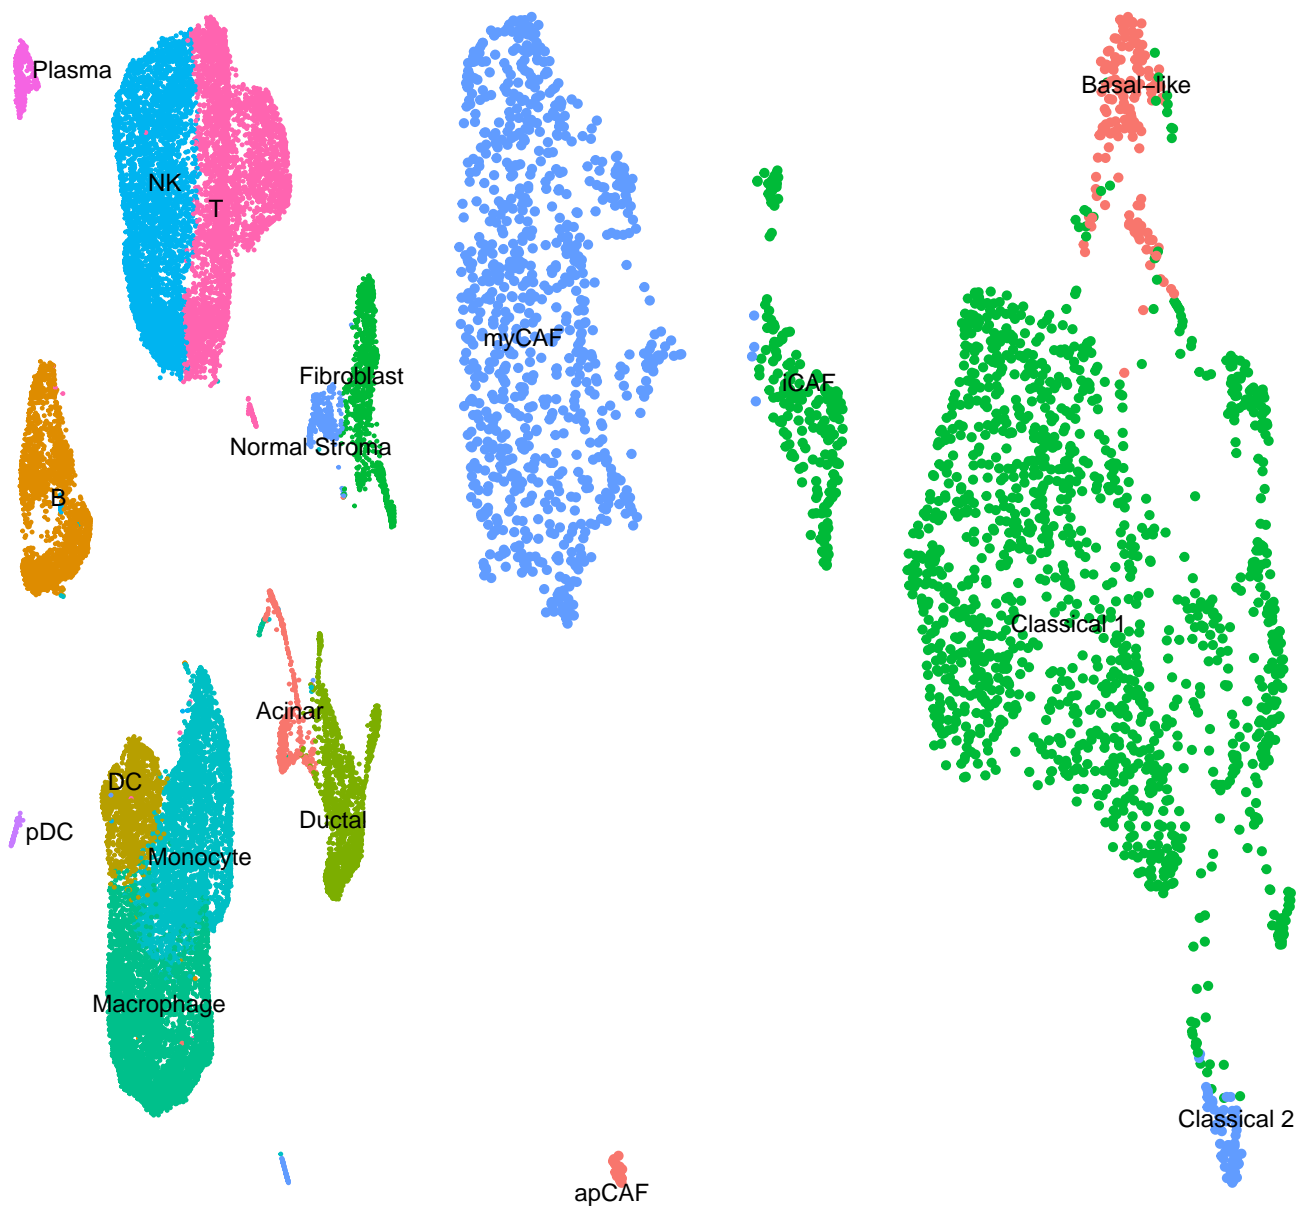 Plasma
Basal-like
NK
T
myCAF
Fibroblast
iCAF
Normal Stroma
B
Classical 1
Acinar
DC
Ductal
pDC
Monocyte
Macrophage
Classical 2
apCAF